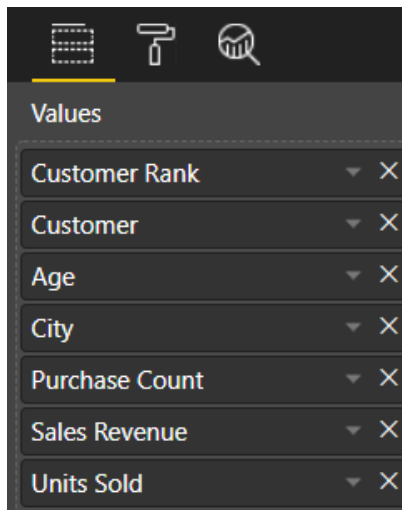 Values
Customer Rank
Customer
Age
City
Purchase Count
Sales Revenue
Units Sold